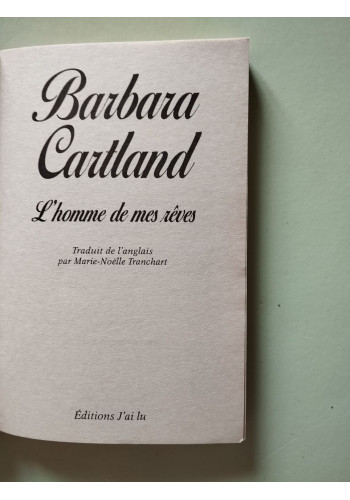 Barbara
Cartland
L'homme de mes rêves
Traduit de l'anglais
par Marie-Noëlle Tranchart
Éditions J'ai lu